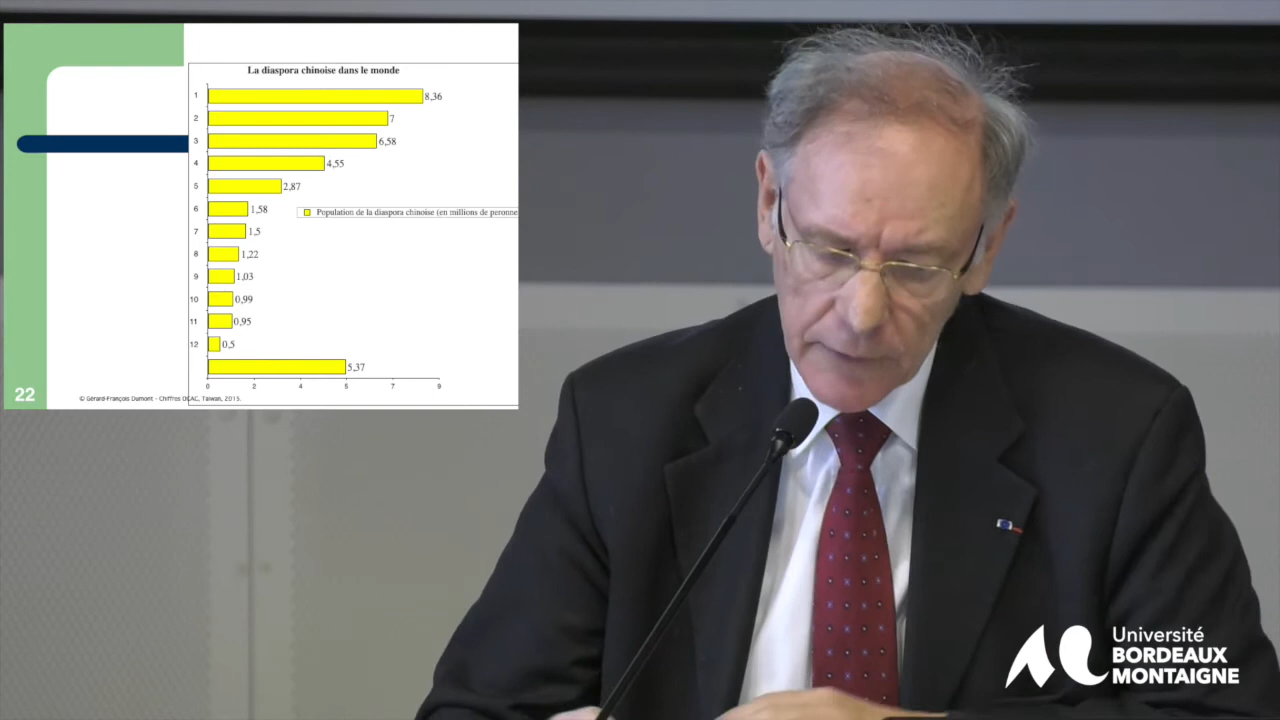 La diaspora chinoise dans le monde
1 8,36
2 7
3 6,58
4 4,55
5 2,87
6 1,58
Population de la diaspora chinoise (en millions de peronne
7 1,5
8 1,22
9 1,03
10 0,99
11 0,95
12 0,5
5,37
0 2 4 5 7 9
22
© Gérard-François Dumont - Chiffres OCAC, Taiwan, 2015.
Université
BORDEAUX
MONTAIGNE